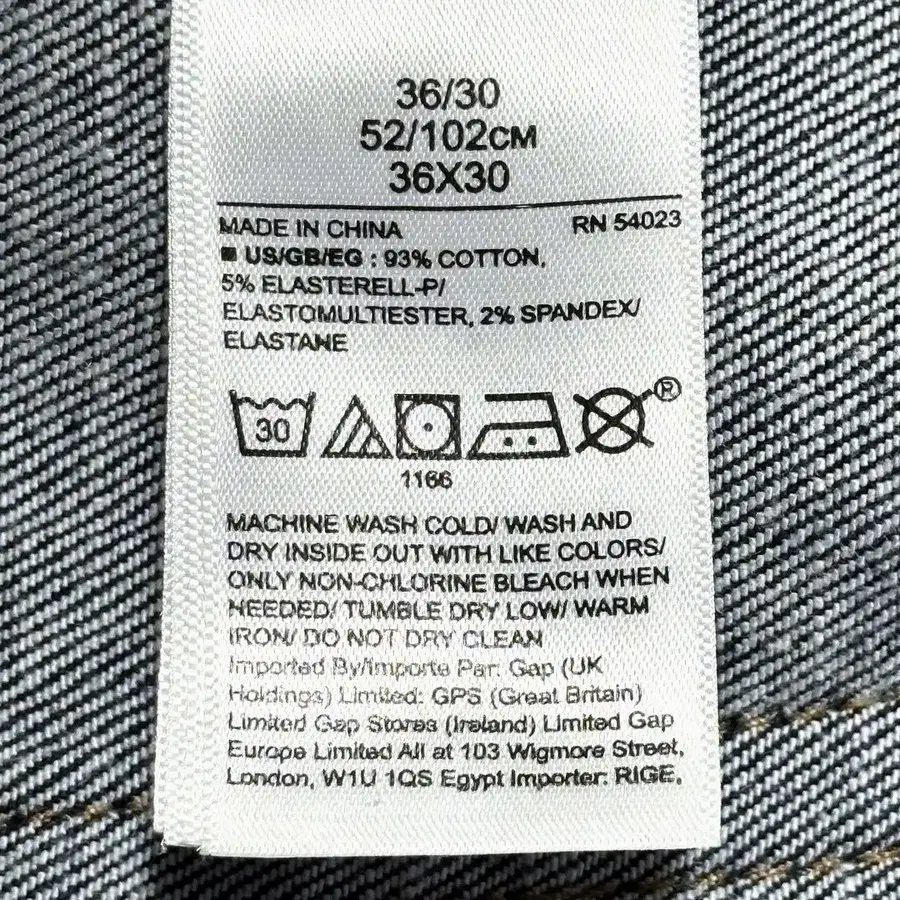 36/30
52/102CM
36X30
MADE IN CHINA RN 54023
■ US/GB/EG : 93% COTTON,
5% ELASTERELL-P/
ELASTOMULTIESTER, 2% SPANDEX/
ELASTANE
30 ®
1166
MACHINE WASH COLD/ WASH AND
DRY INSIDE OUT WITH LIKE COLORS/
ONLY NON-CHLORINE BLEACH WHEN
NEEDED/ TUMBLE DRY LOW/ WARM
IRON/ DO NOT DRY CLEAN
Imported By/Importe Par: Gap (UK
Holdings) Limited: GPS (Great Britain)
Limited Gap Stores (Ireland) Limited Gap
Europe Limited All at 103 Wigmore Street,
London, W1U 1QS Egypt Importer: RIGE,